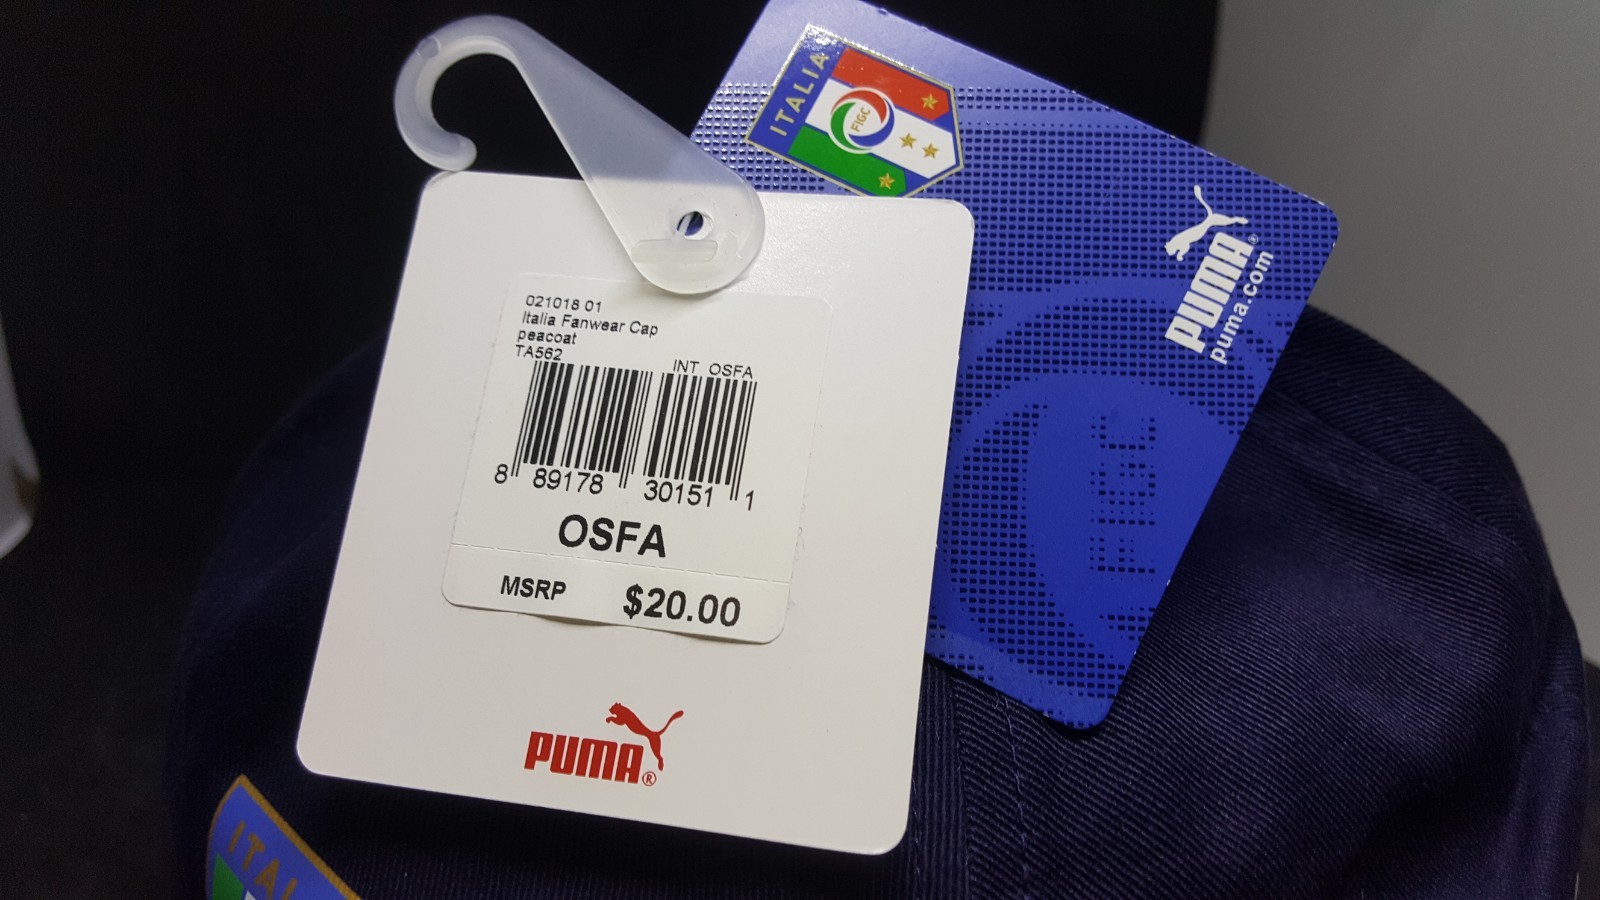 021018 01
Italia Fanwear Cap
peacoat
TA562
INT OSFA
8 89178 30151 1
OSFA
MSRP $20.00
PUMA®
ITALIA
FIGC
PUMA®
puma.com
FIGC
ITAL